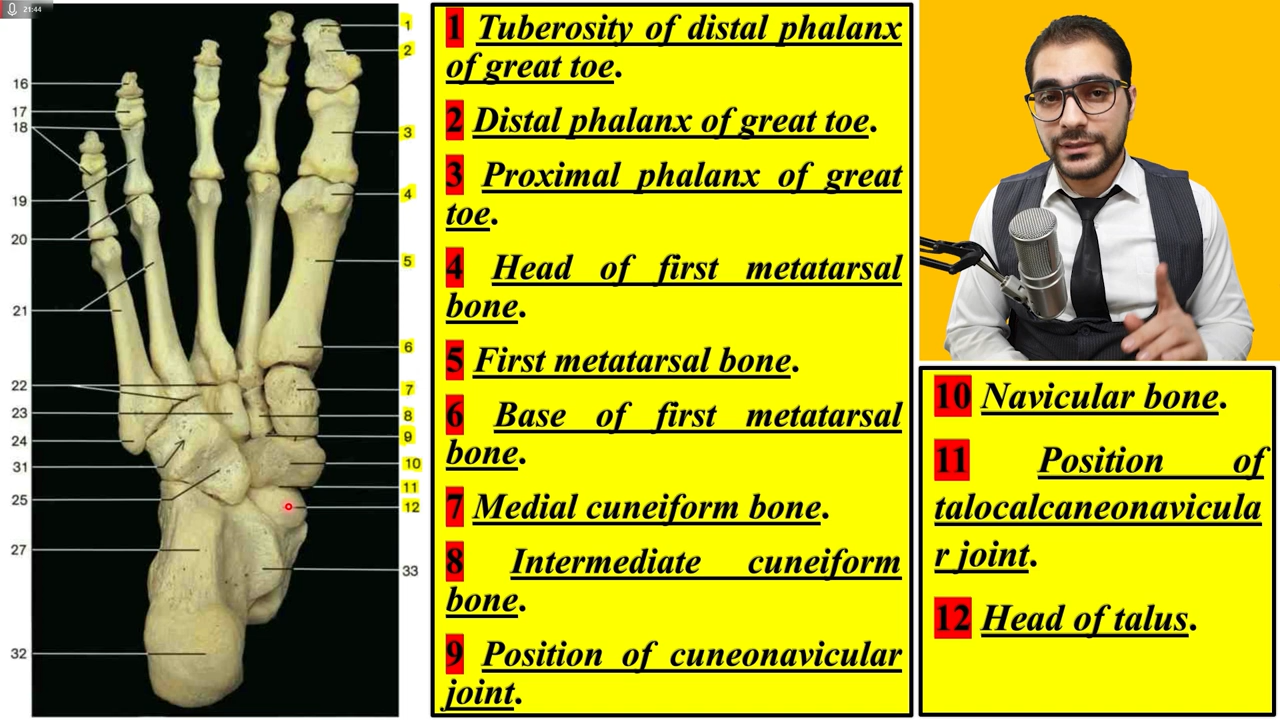 21:44
1
2
3
4
5
6
7
8
9
10
11
12
33
16
17
18
19
20
21
22
23
24
31
25
27
32
1 Tuberosity of distal phalanx
of great toe.
2 Distal phalanx of great toe.
3 Proximal phalanx of great
toe.
4 Head of first metatarsal
bone.
5 First metatarsal bone.
6 Base of first metatarsal
bone.
7 Medial cuneiform bone.
8 Intermediate cuneiform
bone.
9 Position of cuneonavicular
joint.
10 Navicular bone.
11 Position of
talocalcaneonavicula
r joint.
12 Head of talus.